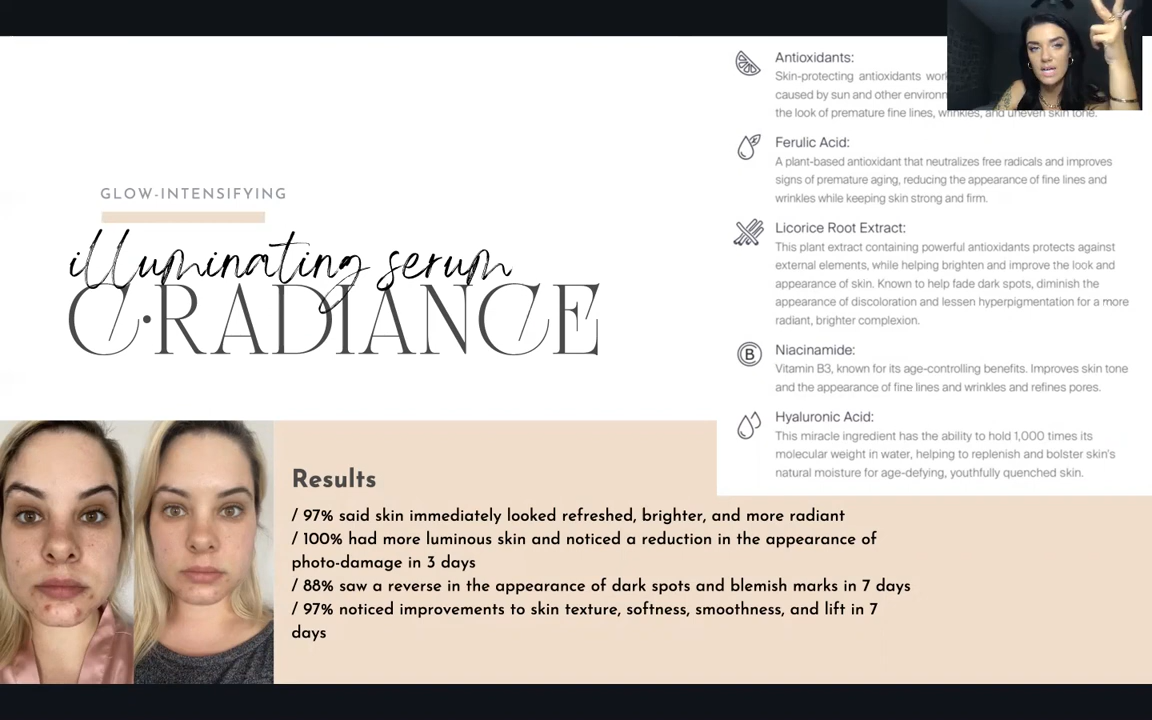 GLOW-INTENSIFYING
illuminating serum
C·RADIANCE
Antioxidants:
Skin-protecting antioxidants work
caused by sun and other environ
the look of premature fine lines, wrinkles, and uneven skin tone.
Ferulic Acid:
A plant-based antioxidant that neutralizes free radicals and improves
signs of premature aging, reducing the appearance of fine lines and
wrinkles while keeping skin strong and firm.
Licorice Root Extract:
This plant extract containing powerful antioxidants protects against
external elements, while helping brighten and improve the look and
appearance of skin. Known to help fade dark spots, diminish the
appearance of discoloration and lessen hyperpigmentation for a more
radiant, brighter complexion.
B
Niacinamide:
Vitamin B3, known for its age-controlling benefits. Improves skin tone
and the appearance of fine lines and wrinkles and refines pores.
Hyaluronic Acid:
This miracle ingredient has the ability to hold 1,000 times its
molecular weight in water, helping to replenish and bolster skin's
natural moisture for age-defying, youthfully quenched skin.
Results
/ 97% said skin immediately looked refreshed, brighter, and more radiant
/ 100% had more luminous skin and noticed a reduction in the appearance of
photo-damage in 3 days
/ 88% saw a reverse in the appearance of dark spots and blemish marks in 7 days
/ 97% noticed improvements to skin texture, softness, smoothness, and lift in 7
days